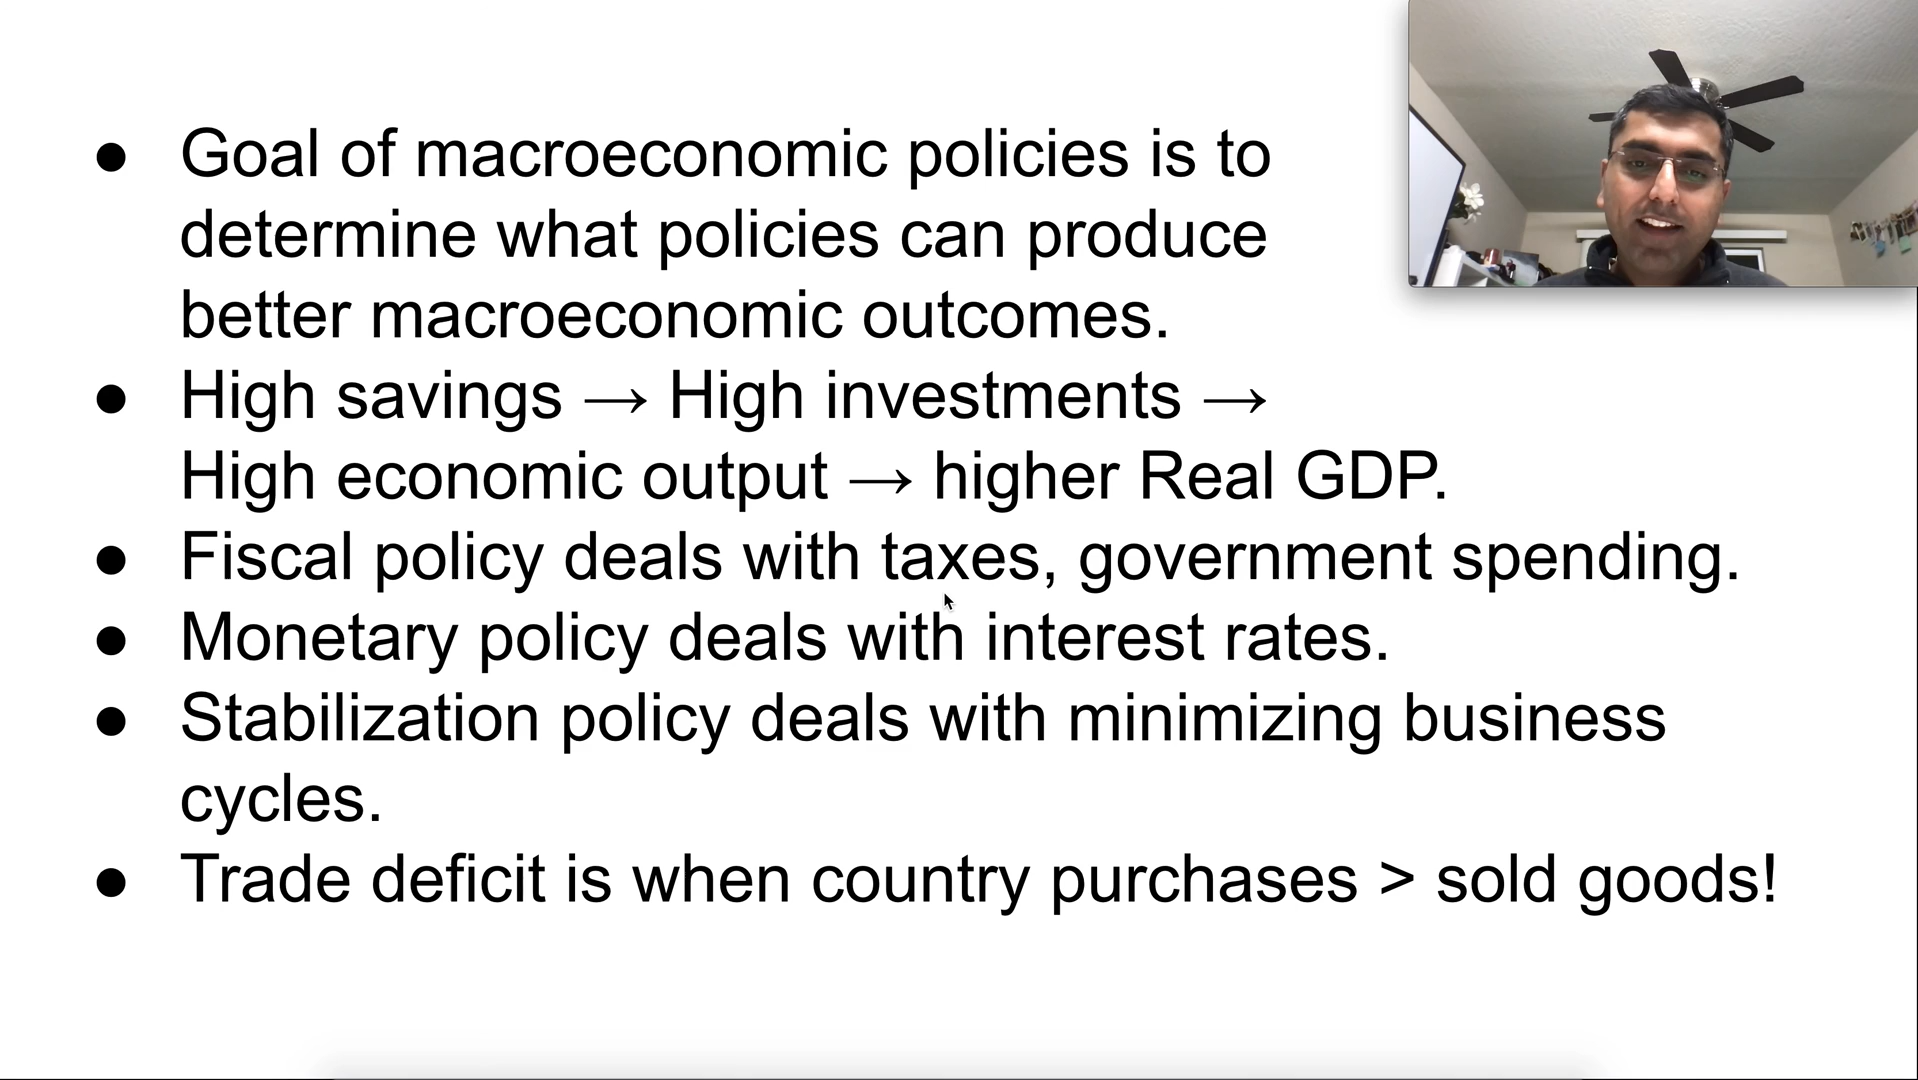 ● Goal of macroeconomic policies is to
determine what policies can produce
better macroeconomic outcomes.
● High savings → High investments →
High economic output → higher Real GDP.
● Fiscal policy deals with taxes, government spending.
● Monetary policy deals with interest rates.
● Stabilization policy deals with minimizing business
cycles.
● Trade deficit is when country purchases > sold goods!